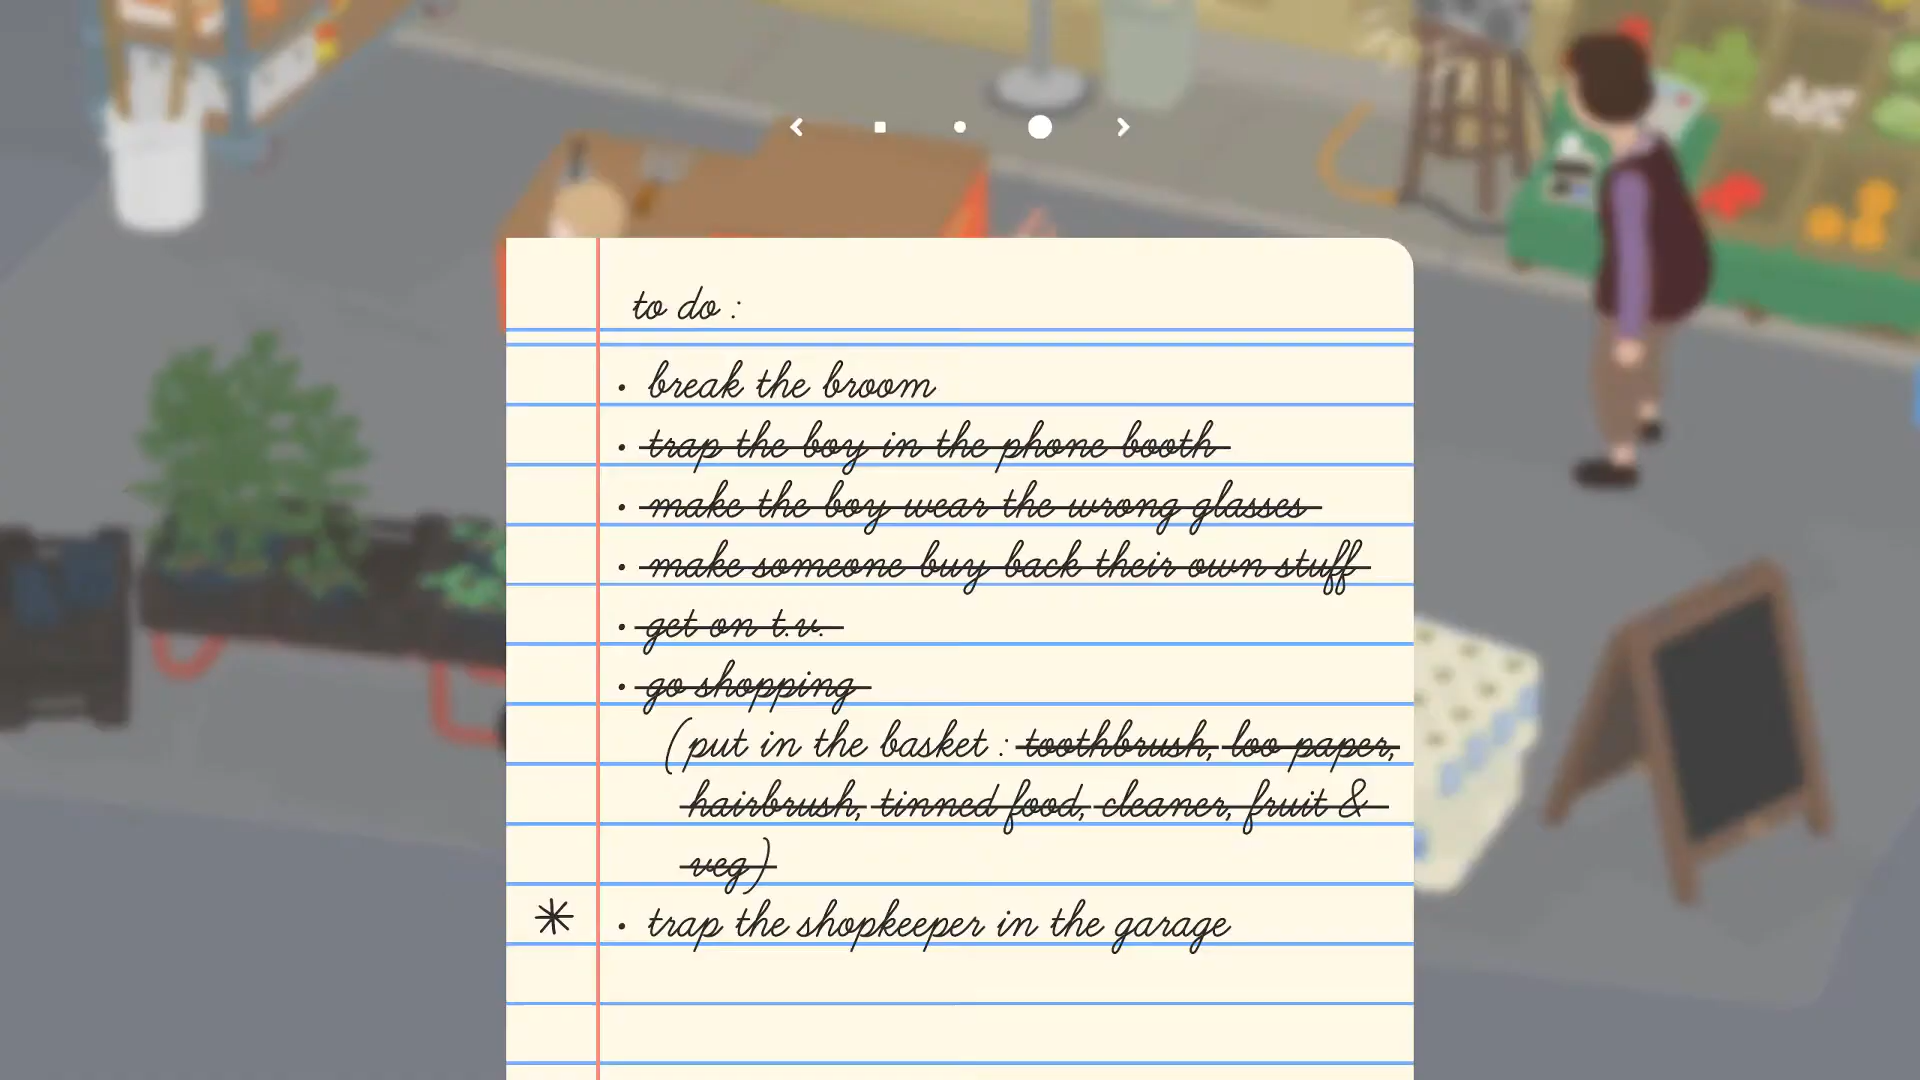 to do :
• break the broom
• trap the boy in the phone booth
• make the boy wear the wrong glasses
• make someone buy back their own stuff
• get on t.v.
• go shopping
(put in the basket : toothbrush, loo paper,
hairbrush, tinned food, cleaner, fruit &
veg)
* • trap the shopkeeper in the garage